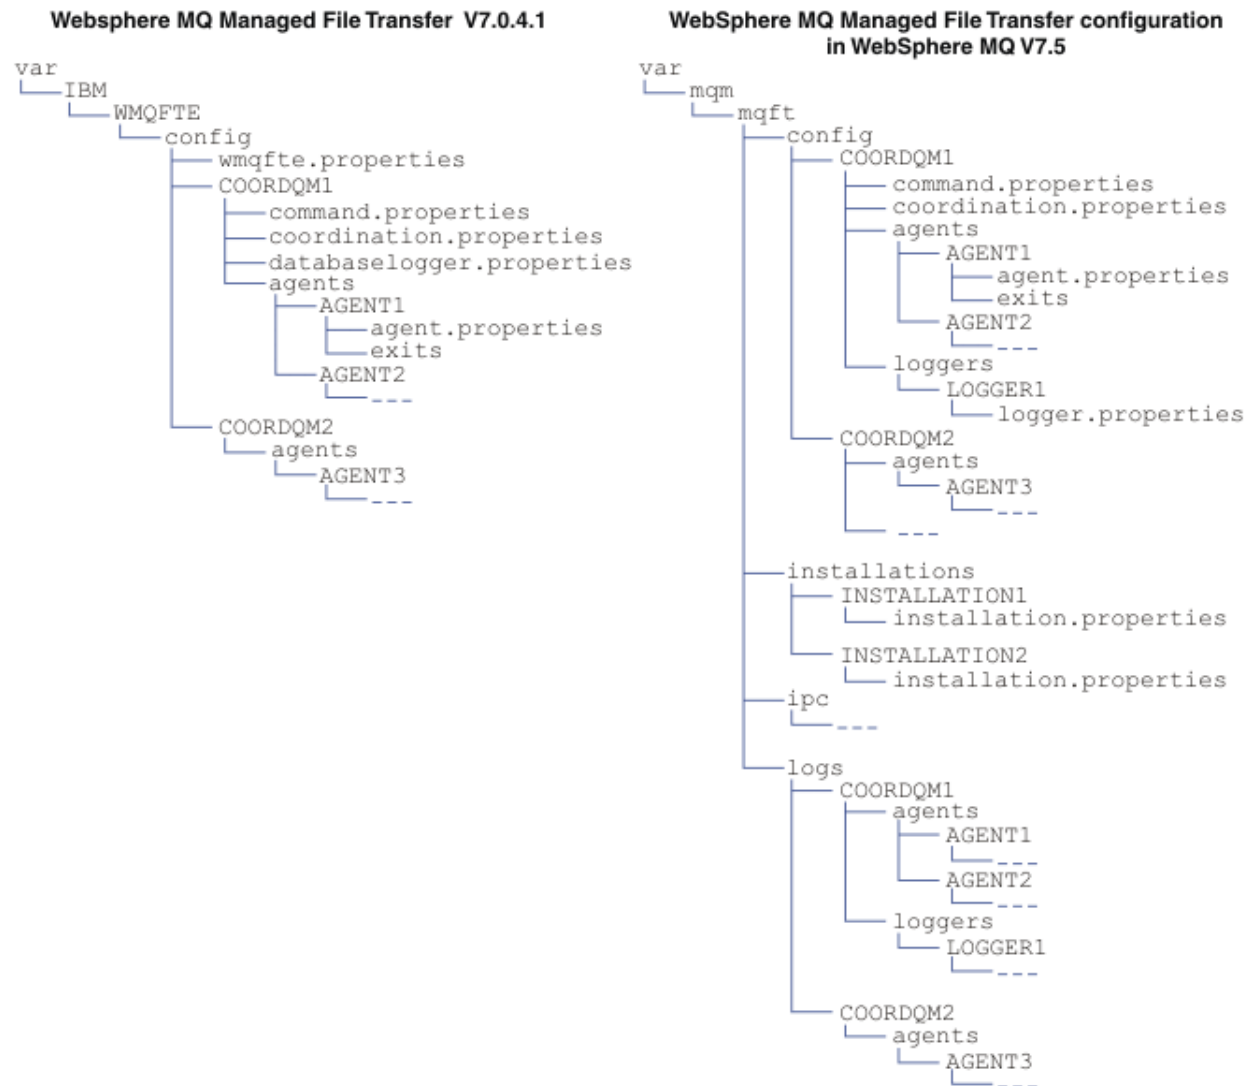 Websphere MQ Managed File Transfer V7.0.4.1
var
IBM
WMQFTE
config
wmqfte.properties
COORDQM1
command.properties
coordination.properties
databaselogger.properties
agents
AGENT1
agent.properties
exits
AGENT2
---
COORDQM2
agents
AGENT3
---
WebSphere MQ Managed File Transfer configuration
in WebSphere MQ V7.5
var
mqm
mqft
config
COORDQM1
command.properties
coordination.properties
agents
AGENT1
agent.properties
exits
AGENT2
---
loggers
LOGGER1
logger.properties
COORDQM2
agents
AGENT3
---
---
installations
INSTALLATION1
installation.properties
INSTALLATION2
installation.properties
ipc
---
logs
COORDQM1
agents
AGENT1
---
AGENT2
---
loggers
LOGGER1
---
COORDQM2
agents
AGENT3
---